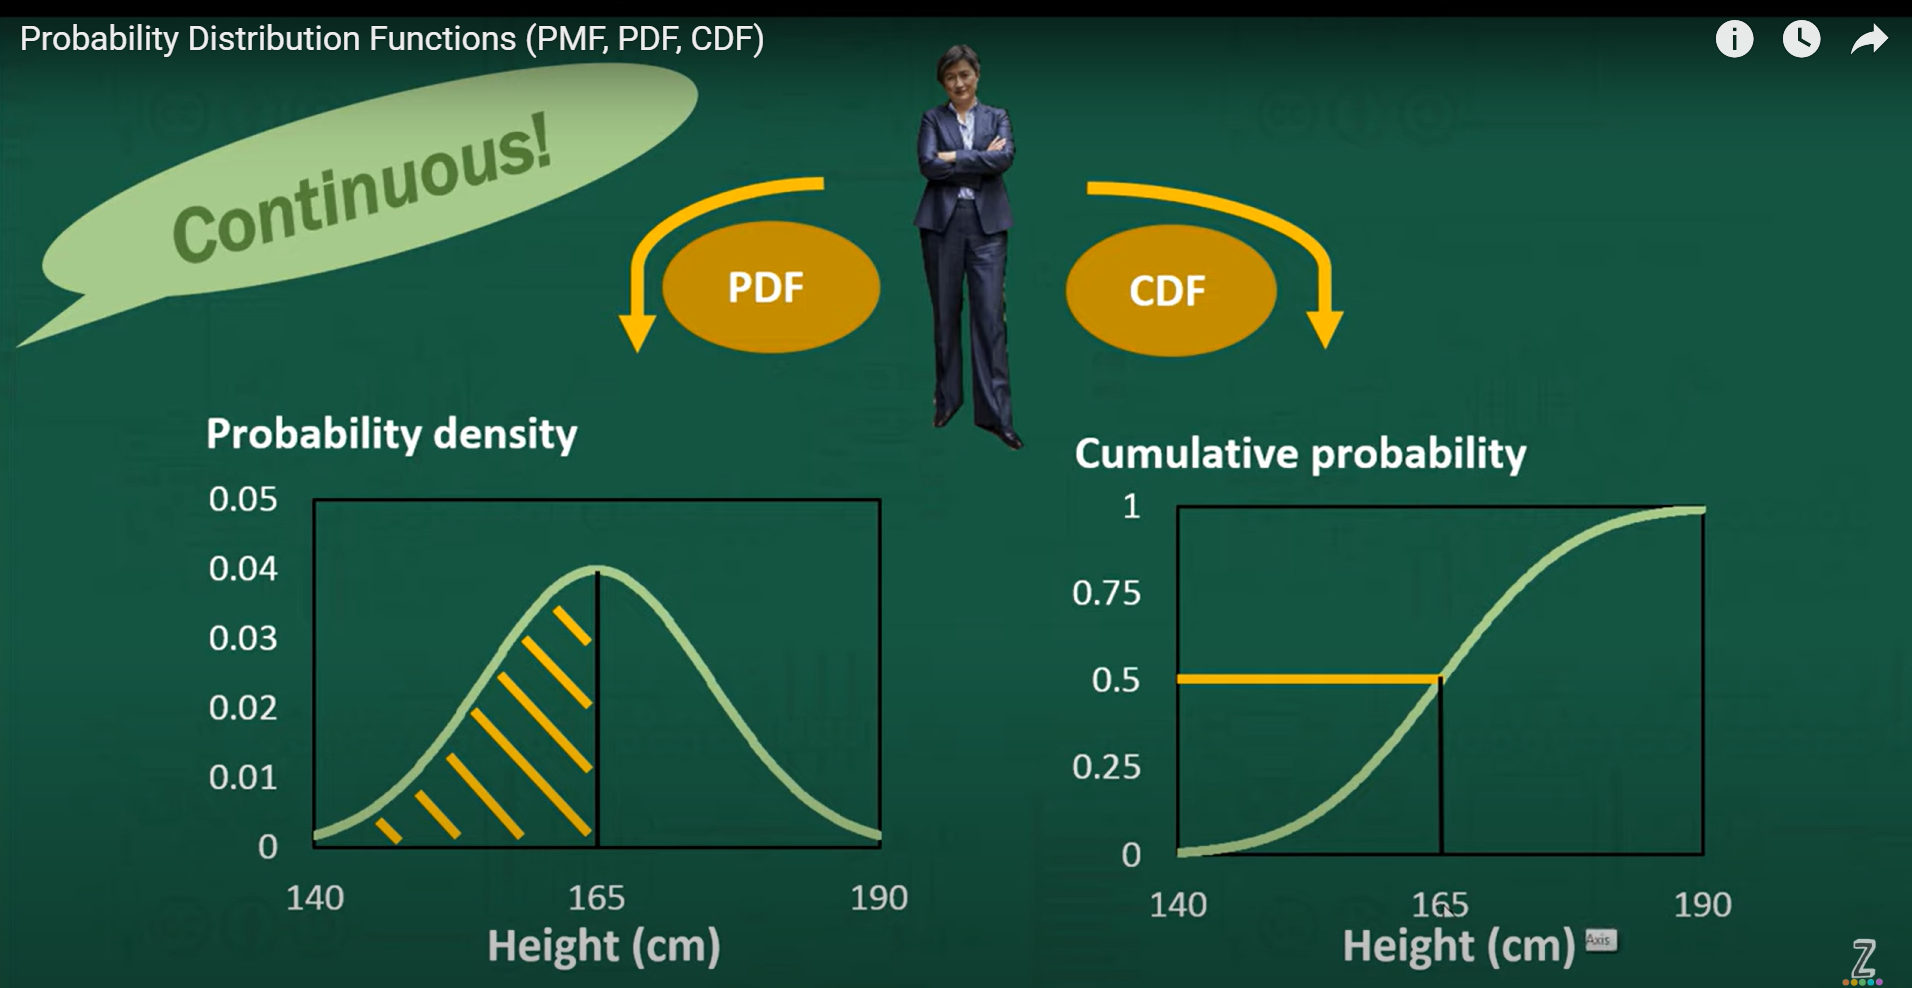 Probability Distribution Functions (PMF, PDF, CDF)
Continuous!
PDF
CDF
Probability density
0.05
0.04
0.03
0.02
0.01
0
140
165
190
Height (cm)
Cumulative probability
1
0.75
0.5
0.25
0
140
165
190
Height (cm)
Axis
Z